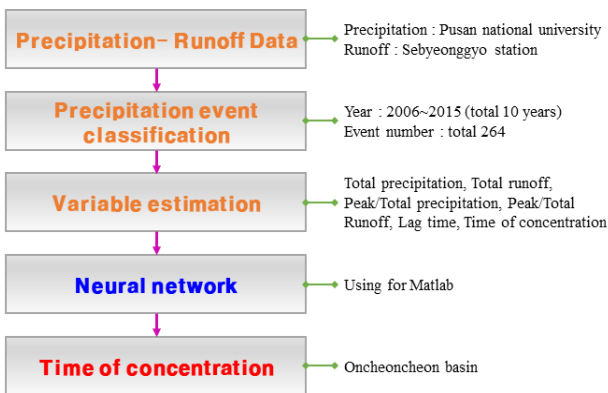 Precipitation- Runoff Data
Precipitation : Pusan national university
Runoff : Sebyeonggyo station
Precipitation event
classification
Year : 2006~2015 (total 10 years)
Event number : total 264
Variable estimation
Total precipitation, Total runoff,
Peak/Total precipitation, Peak/Total
Runoff, Lag time, Time of concentration
Neural network
Using for Matlab
Time of concentration
Oncheoncheon basin